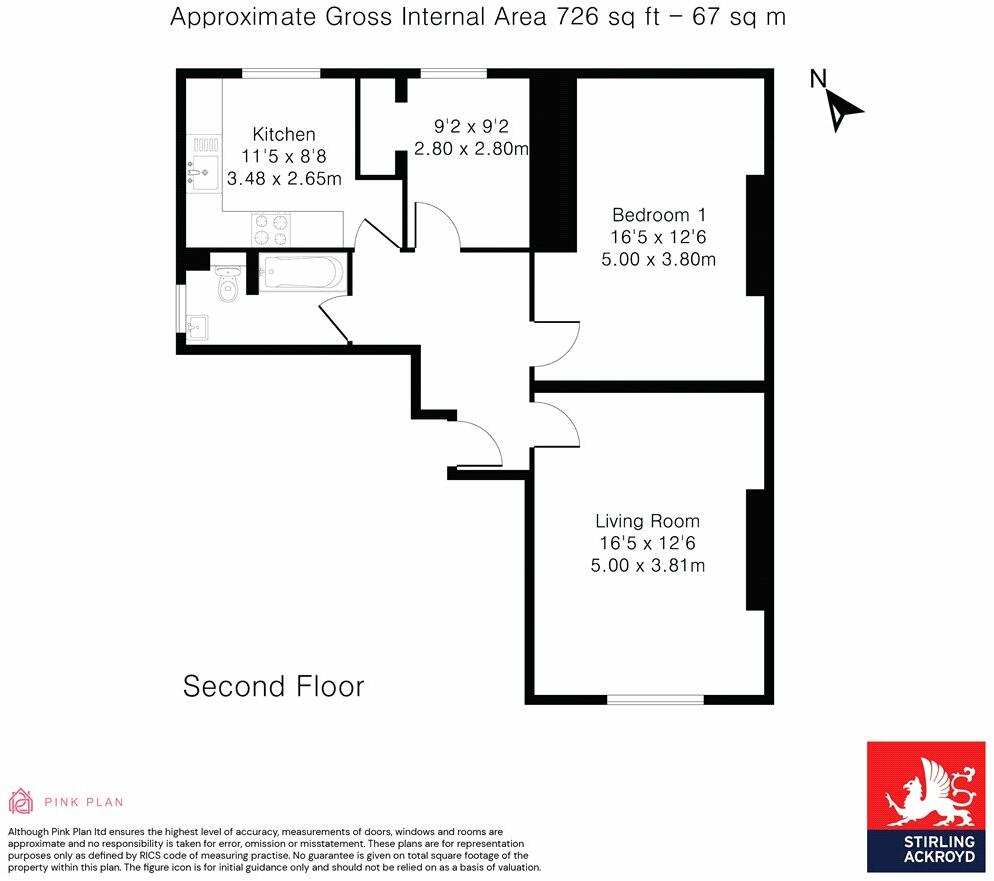 Approximate Gross Internal Area 726 sq ft – 67 sq m
N
Kitchen
11'5 x 8'8
3.48 x 2.65m
9'2 x 9'2
2.80 x 2.80m
Bedroom 1
16'5 x 12'6
5.00 x 3.80m
Living Room
16'5 x 12'6
5.00 x 3.81m
Second Floor
PINK PLAN
Although Pink Plan ltd ensures the highest level of accuracy, measurements of doors, windows and rooms are
approximate and no responsibility is taken for error, omission or misstatement. These plans are for representation
purposes only as defined by RICS code of measuring practise. No guarantee is given on total square footage of the
property within this plan. The figure icon is for initial guidance only and should not be relied on as a basis of valuation.
STIRLING
ACKROYD